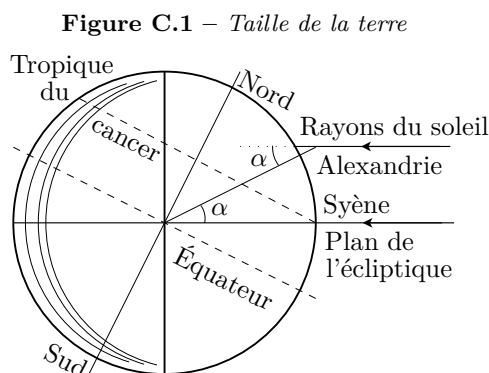 Figure C.1 – Taille de la terre
Tropique
du
cancer
Nord
Rayons du soleil
α
Alexandrie
Syène
α
Plan de
l'écliptique
Équateur
Sud